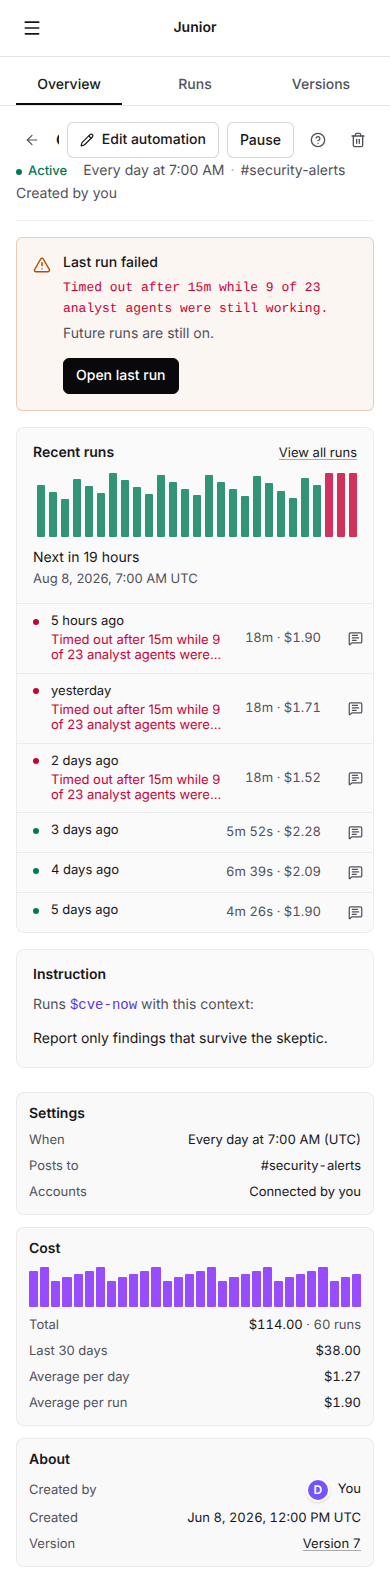 Junior
Overview
Runs
Versions
Edit automation
Pause
Active
Every day at 7:00 AM · #security-alerts
Created by you
Last run failed
Timed out after 15m while 9 of 23
analyst agents were still working.
Future runs are still on.
Open last run
Recent runs
View all runs
Next in 19 hours
Aug 8, 2026, 7:00 AM UTC
5 hours ago
Timed out after 15m while 9
of 23 analyst agents were...
18m · $1.90
yesterday
Timed out after 15m while 9
of 23 analyst agents were...
18m · $1.71
2 days ago
Timed out after 15m while 9
of 23 analyst agents were...
18m · $1.52
3 days ago
5m 52s · $2.28
4 days ago
6m 39s · $2.09
5 days ago
4m 26s · $1.90
Instruction
Runs $cve-now with this context:
Report only findings that survive the skeptic.
Settings
When
Every day at 7:00 AM (UTC)
Posts to
#security-alerts
Accounts
Connected by you
Cost
Total
$114.00 · 60 runs
Last 30 days
$38.00
Average per day
$1.27
Average per run
$1.90
About
Created by
D You
Created
Jun 8, 2026, 12:00 PM UTC
Version
Version 7